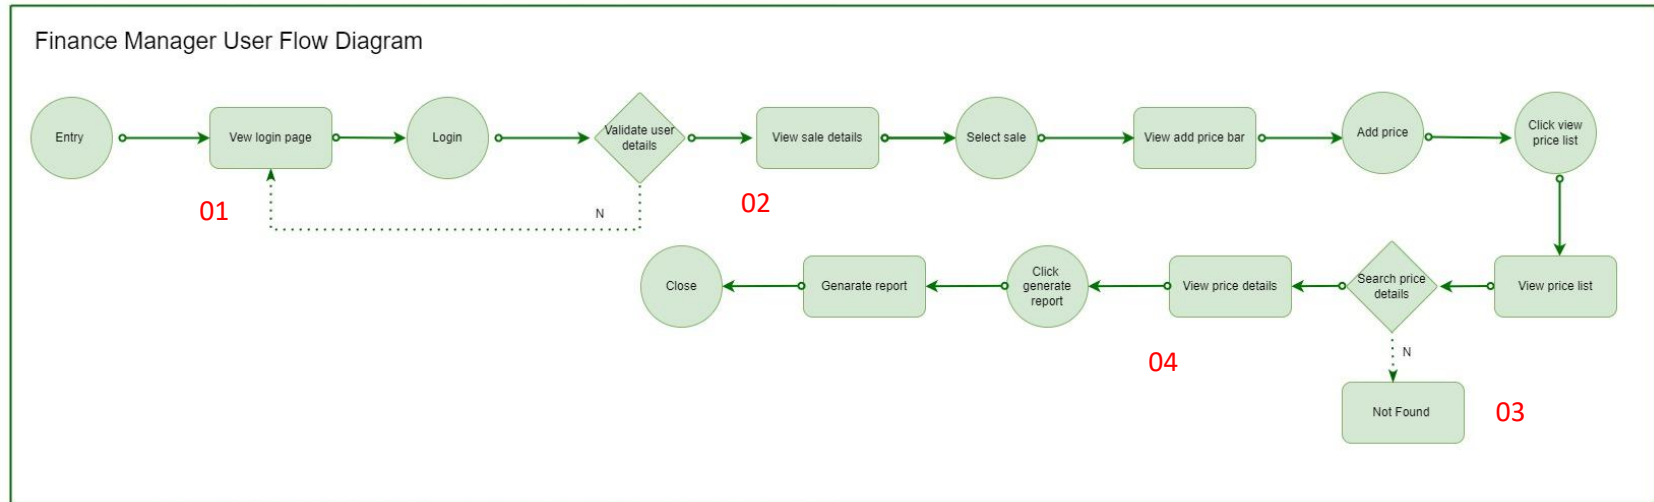 Finance Manager User Flow Diagram
Entry
Vew login page
Login
Validate user
details
View sale details
Select sale
View add price bar
Add price
Click view
price list
01
N
02
Close
Genarate report
Click
generate
report
View price details
Search price
details
View price list
N
04
Not Found
03